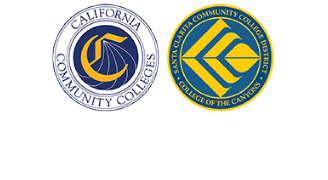 CALIFORNIA
COMMUNITY COLLEGES
C
SANTA CLARITA COMMUNITY COLLEGE DISTRICT
COLLEGE OF THE CANYONS